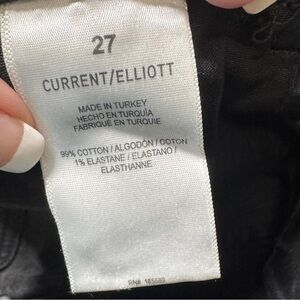 27
CURRENT/ELLIOTT
MADE IN TURKEY
HECHO EN TURQUÍA
FABRIQUÉ EN TURQUIE
99% COTTON / ALGODÓN / COTON
1% ELASTANE / ELASTANO /
ELASTHANNE
RN#